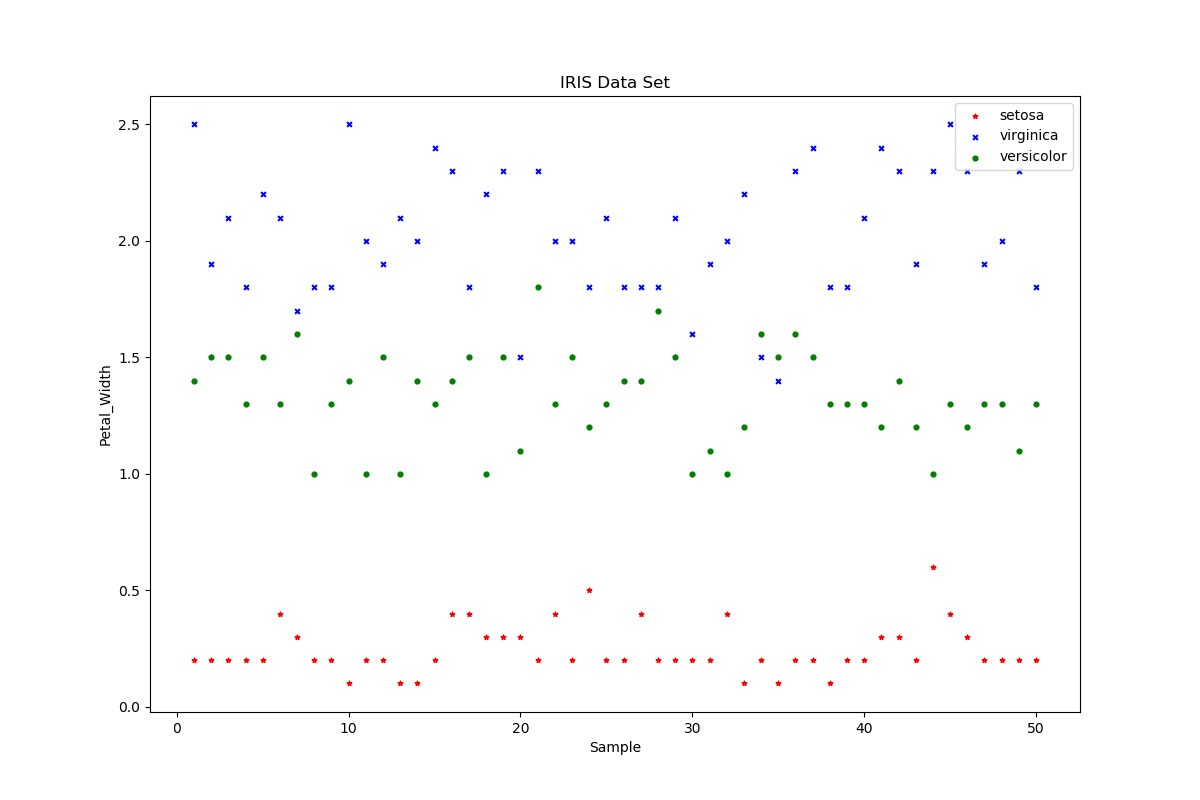 IRIS Data Set
setosa
virginica
versicolor
2.5
2.0
1.5
1.0
0.5
0.0
Petal_Width
0 10 20 30 40 50
Sample